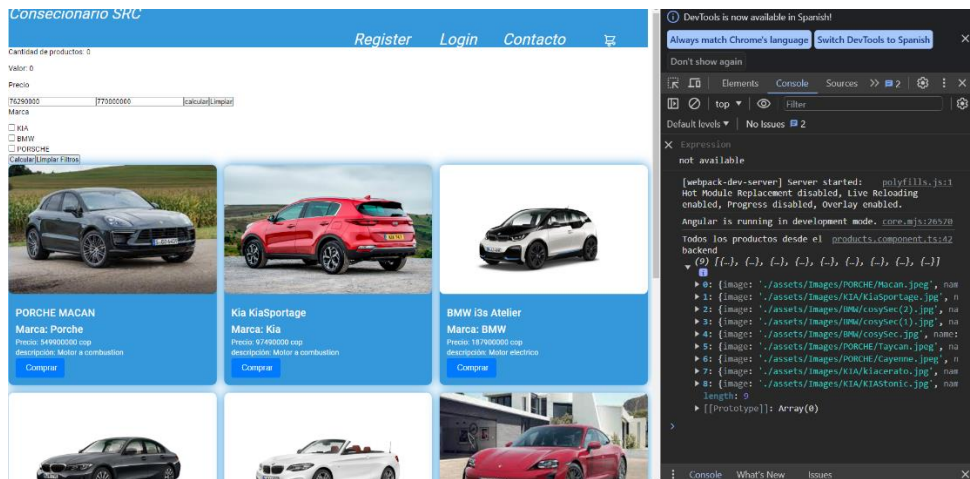 Consecionario SRC
Register Login Contacto
Cantidad de productos: 0
Valor: 0
Precio
76290000 770000000 calcular Limpiar
Marca
KIA
BMW
PORSCHE
Calcular Limpiar Filtros
PORCHE MACAN
Marca: Porche
Precio: 549900000 cop
descripción: Motor a combustion
Comprar
Kia KiaSportage
Marca: Kia
Precio: 97490000 cop
descripción: Motor a combustion
Comprar
BMW i3s Atelier
Marca: BMW
Precio: 187900000 cop
descripción: Motor electrico
Comprar
DevTools is now available in Spanish!
Always match Chrome's language Switch DevTools to Spanish
Don't show again
Elements Console Sources 2
top Filter
Default levels No Issues 2
Expression
not available
[webpack-dev-server] Server started: polyfills.js:1
Hot Module Replacement disabled, Live Reloading
enabled, Progress disabled, Overlay enabled.
Angular is running in development mode. core.mjs:26570
Todos los productos desde el products.component.ts:42
backend
(9) [{…}, {…}, {…}, {…}, {…}, {…}, {…}, {…}, {…}]
0: {image: './assets/Images/PORCHE/Macan.jpeg', nam
1: {image: './assets/Images/KIA/KiaSportage.jpg', n
2: {image: './assets/Images/BMW/cosySec(2).jpg', na
3: {image: './assets/Images/BMW/cosySec(1).jpg', na
4: {image: './assets/Images/BMW/cosySec.jpg', name:
5: {image: './assets/Images/PORCHE/Taycan.jpeg', na
6: {image: './assets/Images/PORCHE/Cayenne.jpeg', n
7: {image: './assets/Images/KIA/kiacerato.jpg', nam
8: {image: './assets/Images/KIA/KIAStonic.jpg', nam
length: 9
[[Prototype]]: Array(0)
Console What's New Issues